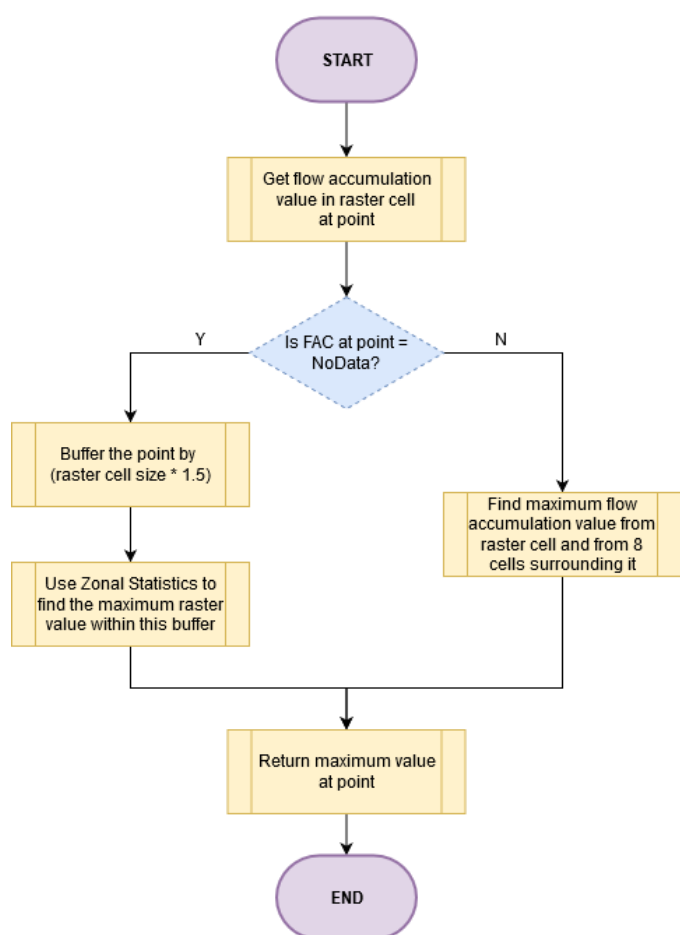 START
Get flow accumulation
value in raster cell
at point
Is FAC at point =
NoData?
Y
N
Buffer the point by
(raster cell size * 1.5)
Use Zonal Statistics to
find the maximum raster
value within this buffer
Find maximum flow
accumulation value from
raster cell and from 8
cells surrounding it
Return maximum value
at point
END